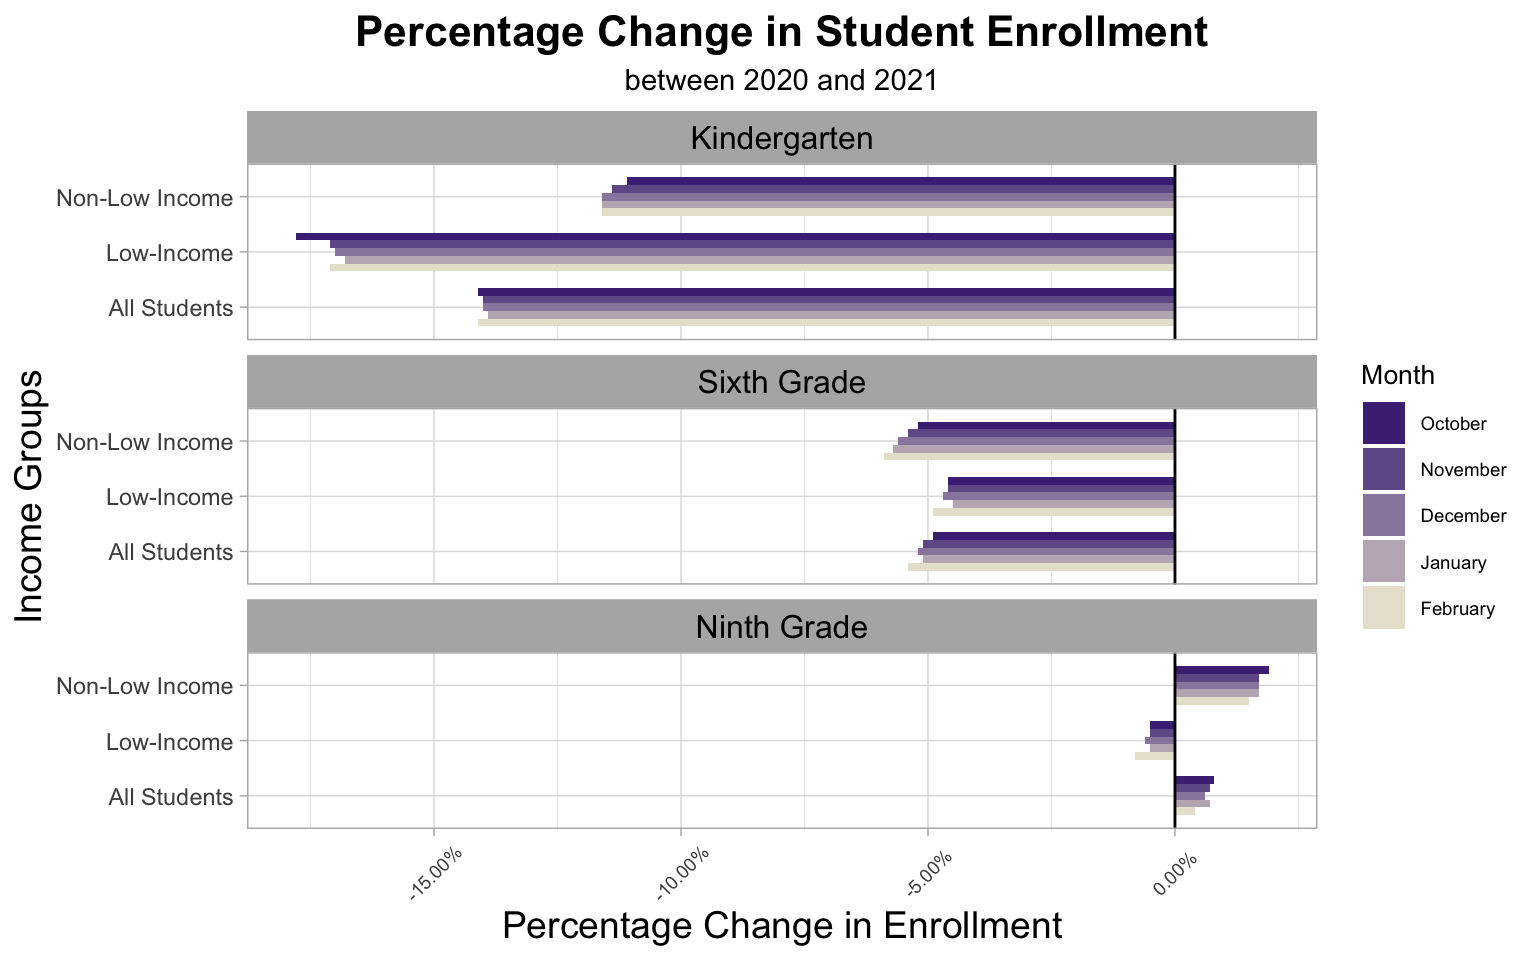 Percentage Change in Student Enrollment
between 2020 and 2021
Kindergarten
Non-Low Income
Low-Income
All Students
Sixth Grade
Non-Low Income
Low-Income
All Students
Ninth Grade
Non-Low Income
Low-Income
All Students
-15.00%
-10.00%
-5.00%
0.00%
Percentage Change in Enrollment
Income Groups
Month
October
November
December
January
February